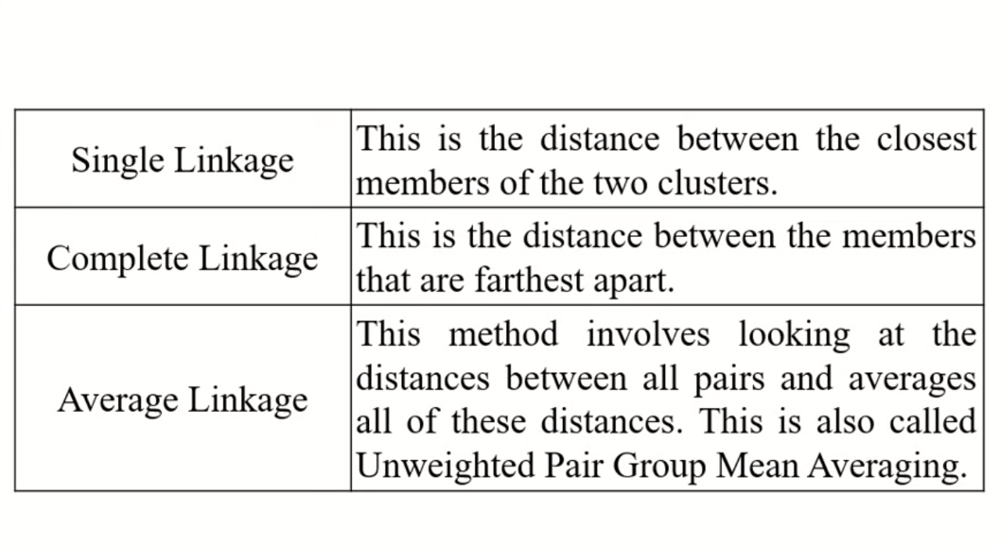 Single Linkage
This is the distance between the closest
members of the two clusters.
Complete Linkage
This is the distance between the members
that are farthest apart.
Average Linkage
This method involves looking at the
distances between all pairs and averages
all of these distances. This is also called
Unweighted Pair Group Mean Averaging.